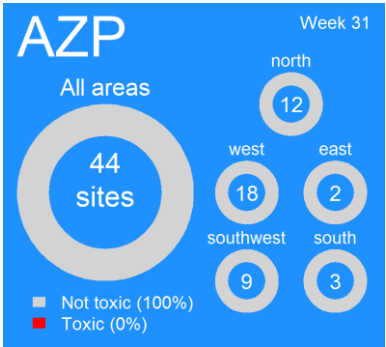 AZP
Week 31
All areas
44
sites
north
12
west
18
east
2
southwest
9
south
3
Not toxic (100%)
Toxic (0%)